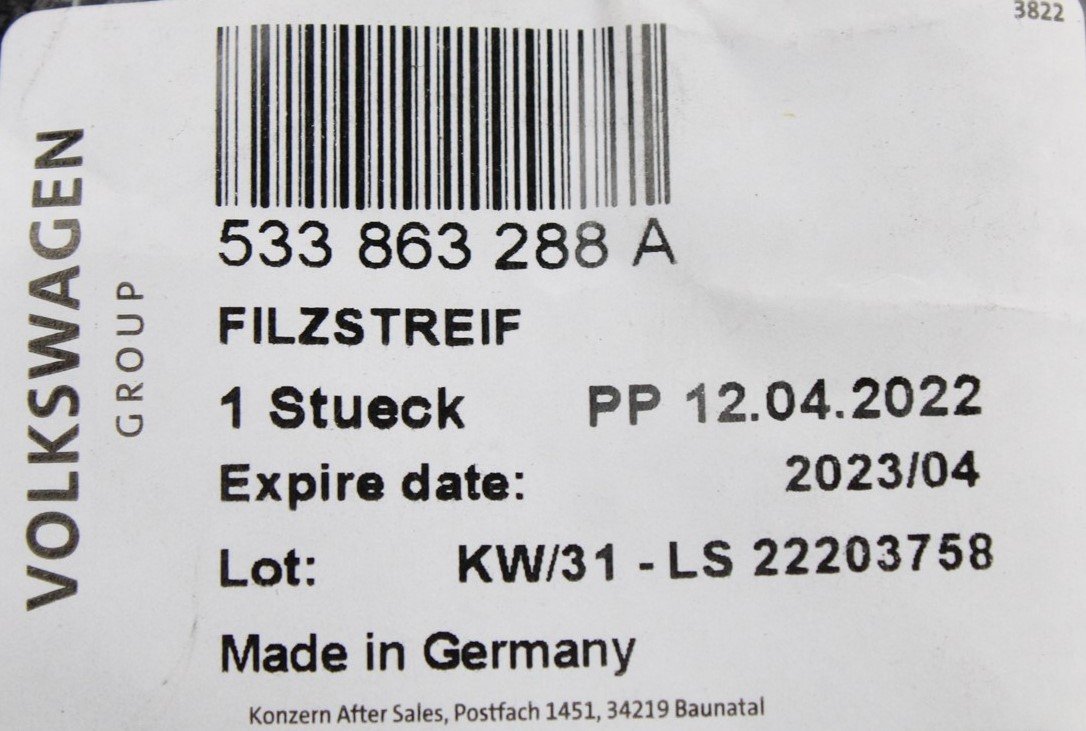 3822
VOLKSWAGEN
GROUP
533 863 288 A
FILZSTREIF
1 Stueck PP 12.04.2022
Expire date: 2023/04
Lot: KW/31 - LS 22203758
Made in Germany
Konzern After Sales, Postfach 1451, 34219 Baunatal